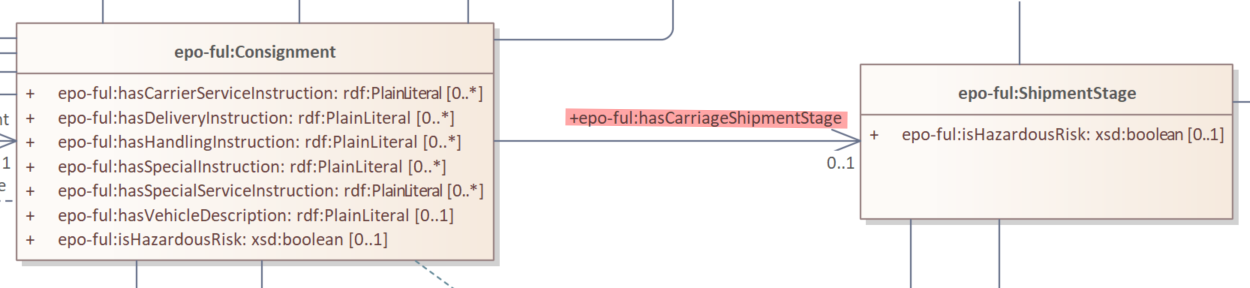 epo-ful:Consignment
+ epo-ful:hasCarrierServiceInstruction: rdf:PlainLiteral [0..*]
+ epo-ful:hasDeliveryInstruction: rdf:PlainLiteral [0..*]
+ epo-ful:hasHandlingInstruction: rdf:PlainLiteral [0..*]
+ epo-ful:hasSpecialInstruction: rdf:PlainLiteral [0..*]
+ epo-ful:hasSpecialServiceInstruction: rdf:PlainLiteral [0..*]
+ epo-ful:hasVehicleDescription: rdf:PlainLiteral [0..1]
+ epo-ful:isHazardousRisk: xsd:boolean [0..1]
1
+epo-ful:hasCarriageShipmentStage
0..1
epo-ful:ShipmentStage
+ epo-ful:isHazardousRisk: xsd:boolean [0..1]